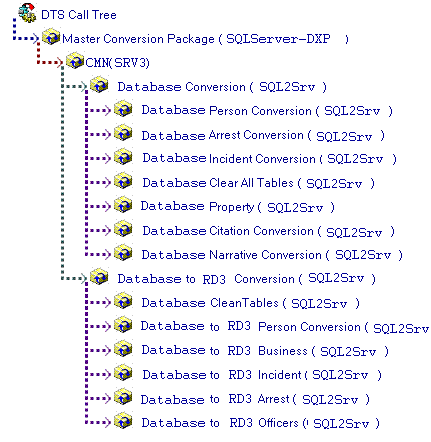 DTS Call Tree
Master Conversion Package ( SQLServer-DXP )
CMN(SRV3)
Database Conversion ( SQL2Srv )
Database Person Conversion ( SQL2Srv )
Database Arrest Conversion ( SQL2Srv )
Database Incident Conversion ( SQL2Srv )
Database Clear All Tables ( SQL2Srv )
Database Property ( SQL2Srv )
Database Citation Conversion ( SQL2Srv )
Database Narrative Conversion ( SQL2Srv )
Database to RD3 Conversion ( SQL2Srv )
Database CleanTables ( SQL2Srv )
Database to RD3 Person Conversion ( SQL2Srv
Database to RD3 Business ( SQL2Srv )
Database to RD3 Incident ( SQL2Srv )
Database to RD3 Arrest ( SQL2Srv )
Database to RD3 Officers ( SQL2Srv )